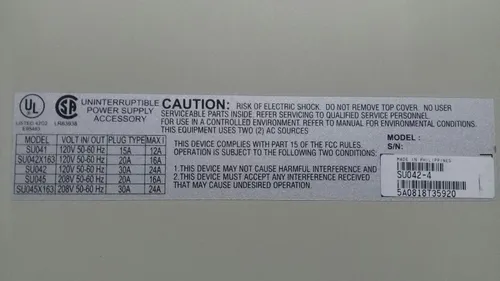 UL
LISTED 42C2
E95463
SA
LR63938
UNINTERRUPTIBLE
POWER SUPPLY
ACCESSORY
CAUTION: RISK OF ELECTRIC SHOCK. DO NOT REMOVE TOP COVER. NO USER
SERVICEABLE PARTS INSIDE. REFER SERVICING TO QUALIFIED SERVICE PERSONNEL.
FOR USE IN A CONTROLLED ENVIRONMENT. REFER TO MANUAL FOR ENVIRONMENTAL CONDITIONS.
THIS EQUIPMENT USES TWO (2) AC SOURCES
MODEL VOLT IN/ OUT PLUG TYPE MAX I
SU041 120V 50-60 HZ 15A 12A
SU042X163 120V 50-60 HZ 20A 16A
SU042 120V 50-60 HZ 30A 24A
SU045 208V 50-60 HZ 20A 16A
SU045X163 208V 50-60 HZ 30A 24A
THIS DEVICE COMPLIES WITH PART 15 OF THE FCC RULES.
OPERATION IS SUBJECT TO THE FOLLOWING TWO CONDITIONS:
1.THIS DEVICE MAY NOT CAUSE HARMFUL INTERFERENCE AND
2.THIS DEVICE MUST ACCEPT ANY INTERFERENCE RECEIVED
THAT MAY CAUSE UNDESIRED OPERATION.
MODEL :
S/N:
MADE IN PHILIPPINES
SU042-4
5A0818T35920